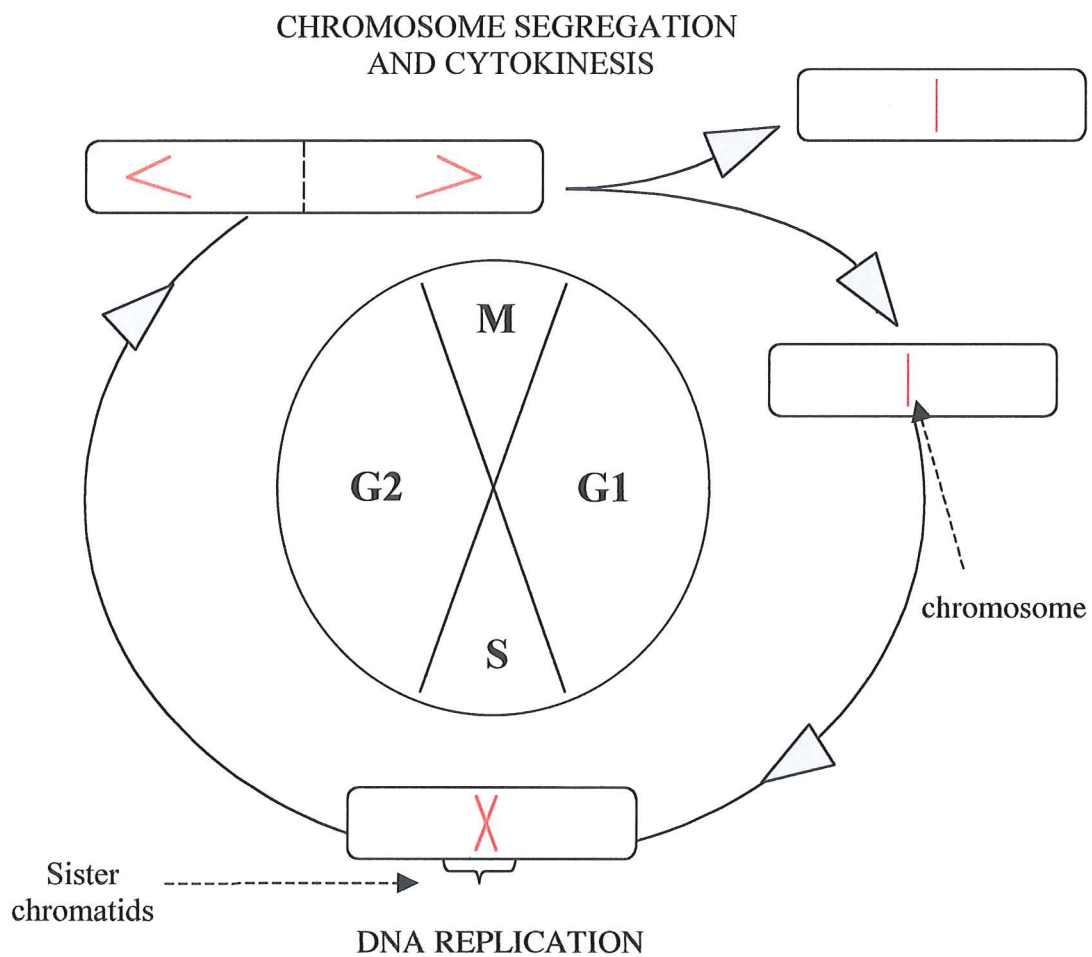 CHROMOSOME SEGREGATION
AND CYTOKINESIS
M
G2
G1
chromosome
S
Sister
chromatids
DNA REPLICATION